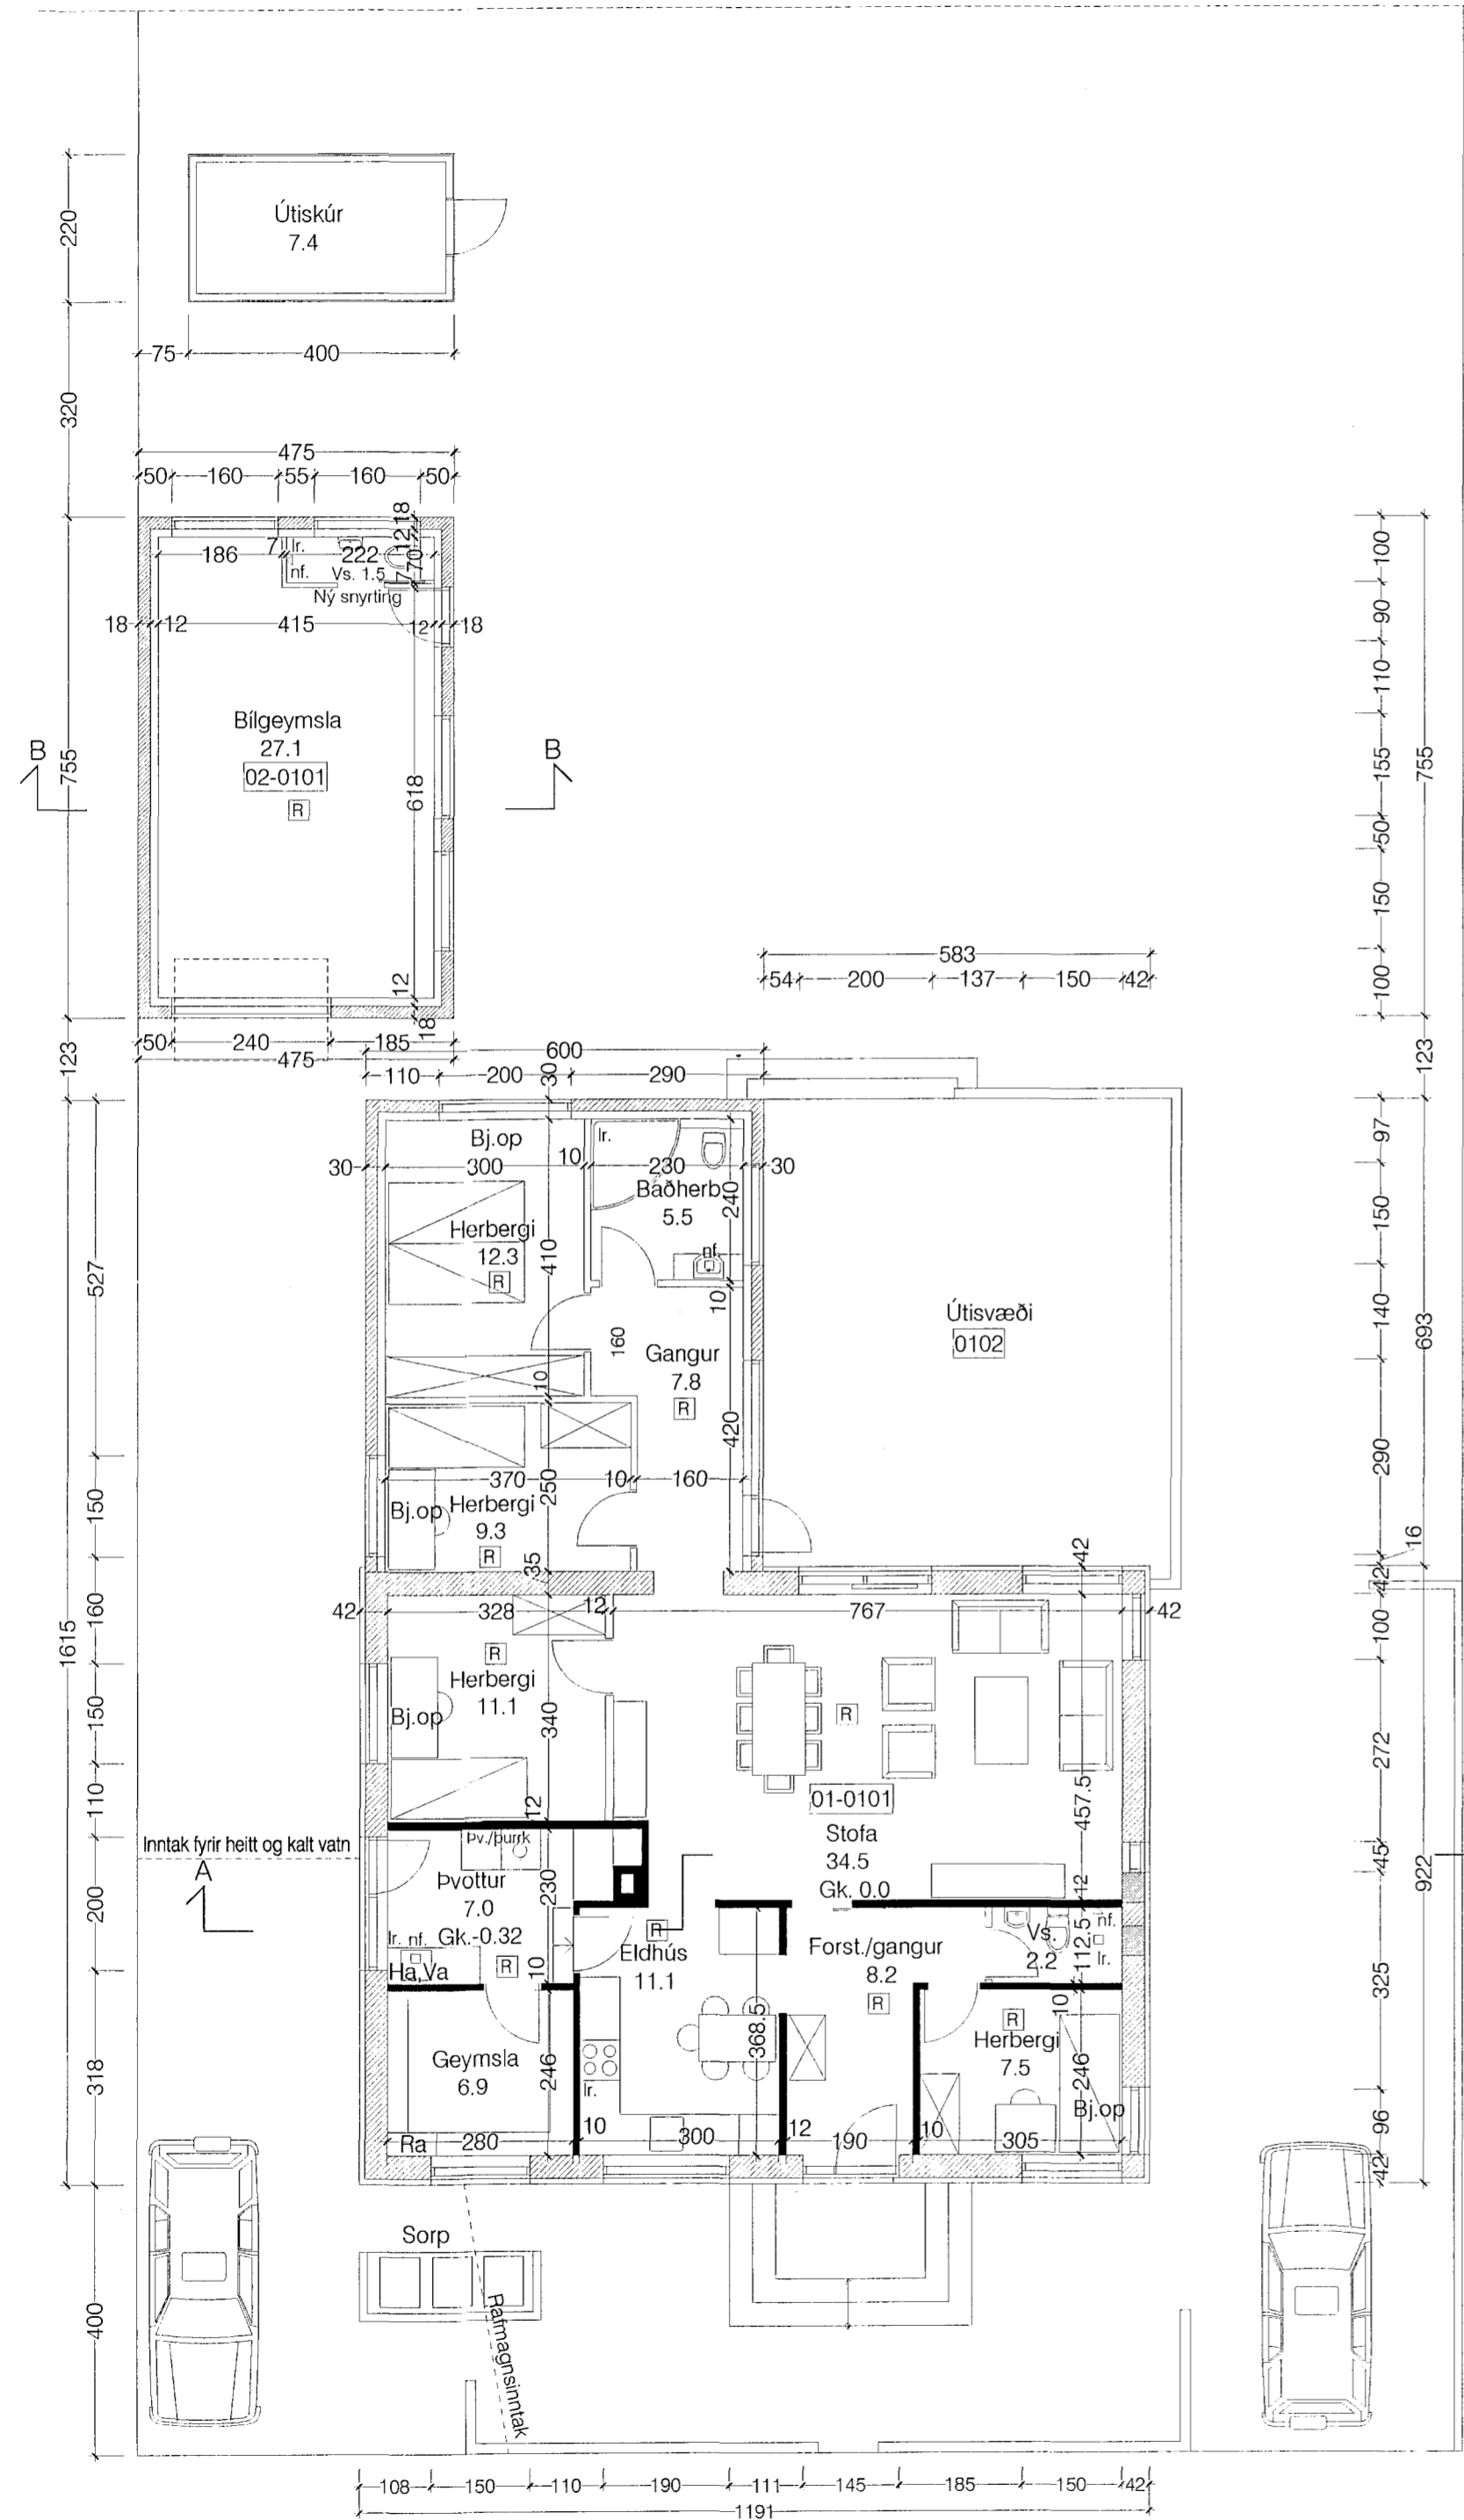 Útiskúr
7.4
220
320
75
400
475
50
160
55
160
50
18
12
70
7
186
7
lr.
nf.
222
Vs. 1.5
Ný snyrting
18
12
415
12
18
Bílgeymsla
27.1
02-0101
R
618
B
B
755
12
18
50
240
185
475
123
100
90
110
155
50
150
100
755
123
583
54
200
137
150
42
600
110
200
290
30
Bj.op
lr.
30
300
10
230
30
Baðherb
5.5
240
nf.
Herbergi
12.3
R
410
10
160
Gangur
7.8
R
10
420
Útisvæði
0102
370
10
160
250
Bj.op
Herbergi
9.3
R
35
42
97
150
140
290
16
42
693
527
150
160
150
110
200
318
1615
400
42
328
12
767
42
R
Herbergi
11.1
Bj.op
340
12
R
01-0101
Stofa
34.5
Gk. 0.0
457.5
12
100
272
45
325
96
42
922
Inntak fyrir heitt og kalt vatn
A
Þv./þurrk
Þvottur
7.0
Gk.-0.32
lr. nf.
Ha,Va
R
230
10
R
Eldhús
11.1
368.5
lr.
Forst./gangur
8.2
R
Vs.
2.2
nf.
lr.
112.5
10
R
Herbergi
7.5
246
Bj.op
Geymsla
6.9
246
Ra
280
10
300
12
190
10
305
Sorp
Rafmagnsinntak
108
150
110
190
111
145
185
150
42
1191